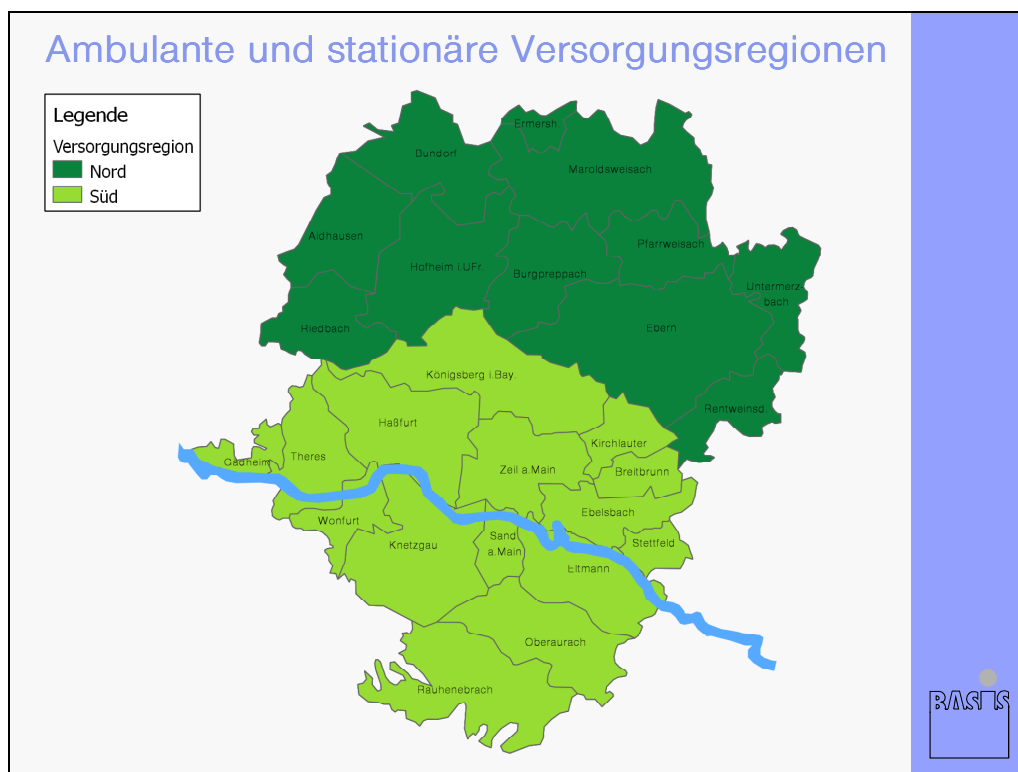 Ambulante und stationäre Versorgungsregionen
Legende
Versorgungsregion
Nord
Süd
Ermersh.
Bundorf
Maroldsweisach
Aidhausen
Pfarrweisach
Hofheim i.UFr.
Burgpreppach
Untermerz-
bach
Riedbach
Ebern
Königsberg i.Bay.
Rentweinsd.
Haßfurt
Kirchlauter
Theres
Gädheim
Zeil a.Main
Breitbrunn
Ebelsbach
Wonfurt
Knetzgau
Sand
a.Main
Stettfeld
Eltmann
Oberaurach
Rauhenebrach
BASIS